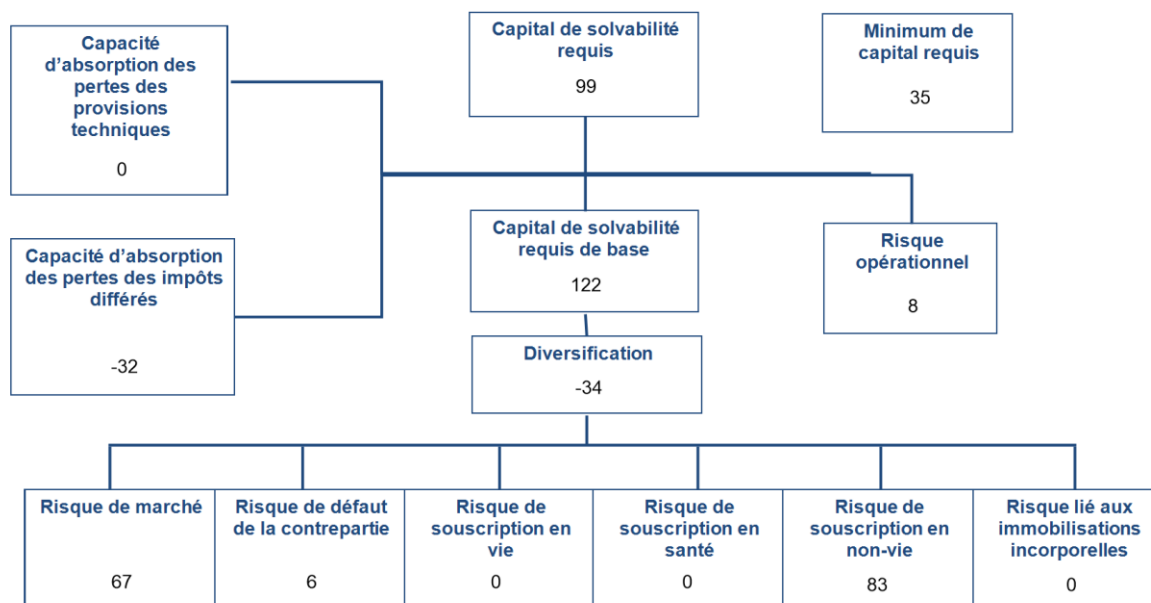 Capacité
d'absorption des
pertes des
provisions
techniques
0
Capital de solvabilité
requis
99
Minimum de
capital requis
35
Capacité d'absorption
des pertes des impôts
différés
-32
Capital de solvabilité
requis de base
122
Risque
opérationnel
8
Diversification
-34
Risque de marché
67
Risque de défaut
de la contrepartie
6
Risque de
souscription en
vie
0
Risque de
souscription en
santé
0
Risque de
souscription en
non-vie
83
Risque lié aux
immobilisations
incorporelles
0